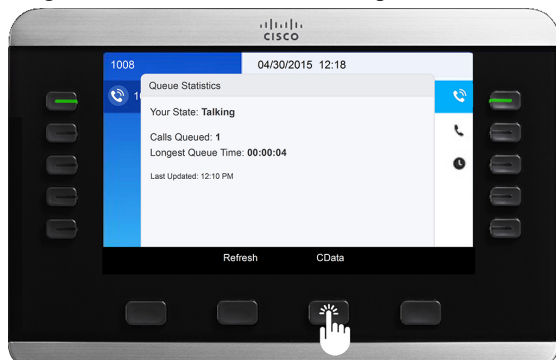 CISCO
1008 04/30/2015 12:18
Queue Statistics
Your State: Talking
Calls Queued: 1
Longest Queue Time: 00:00:04
Last Updated: 12:10 PM
Refresh CData